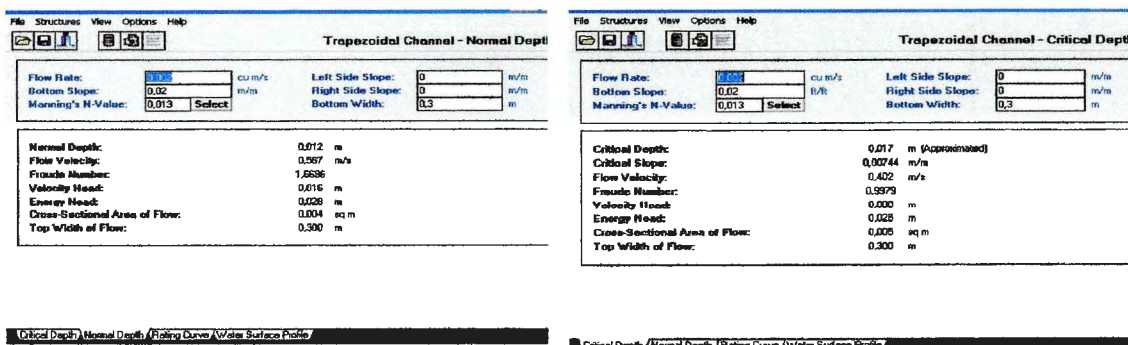 File Structures View Options Help
Trapezoidal Channel - Normal Dept
Flow Rate: cu m/s Left Side Slope: 0 m/m
Bottom Slope: 0,02 m/m Right Side Slope: 0 m/m
Manning's N-Value: 0,013 Select Bottom Width: 0,3 m
Normal Depth: 0,012 m
Flow Velocity: 0,567 m/s
Froude Number: 1,6686
Velocity Head: 0,016 m
Energy Head: 0,028 m
Cross-Sectional Area of Flow: 0,004 sq m
Top Width of Flow: 0,300 m
Critical Depth Normal Depth Rating Curve Water Surface Profile
File Structures View Options Help
Trapezoidal Channel - Critical Dept
Flow Rate: cu m/s Left Side Slope: 0 m/m
Bottom Slope: 0,02 ft/ft Right Side Slope: 0 m/m
Manning's N-Value: 0,013 Select Bottom Width: 0,3 m
Critical Depth: 0,017 m (Approximated)
Critical Slope: 0,00744 m/m
Flow Velocity: 0,402 m/s
Froude Number: 0,9979
Velocity Head: 0,000 m
Energy Head: 0,025 m
Cross-Sectional Area of Flow: 0,005 sq m
Top Width of Flow: 0,300 m
Critical Depth Normal Depth Rating Curve Water Surface Profile